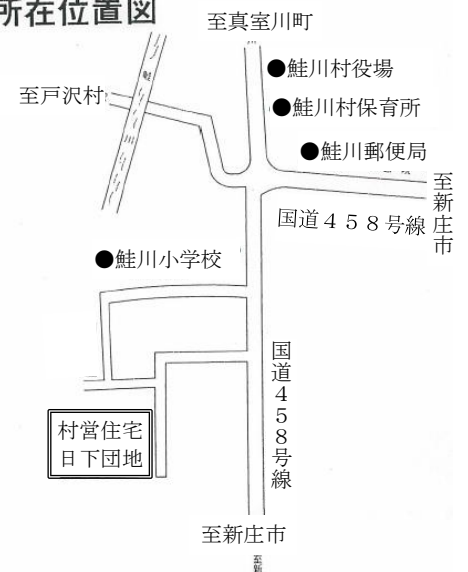 所在位置図
至真室川町
●鮭川村役場
至戸沢村
●鮭川村保育所
●鮭川郵便局
至新庄市
国道４５８号線
●鮭川小学校
国道４５８号線
村営住宅
日下団地
至新庄市
至新